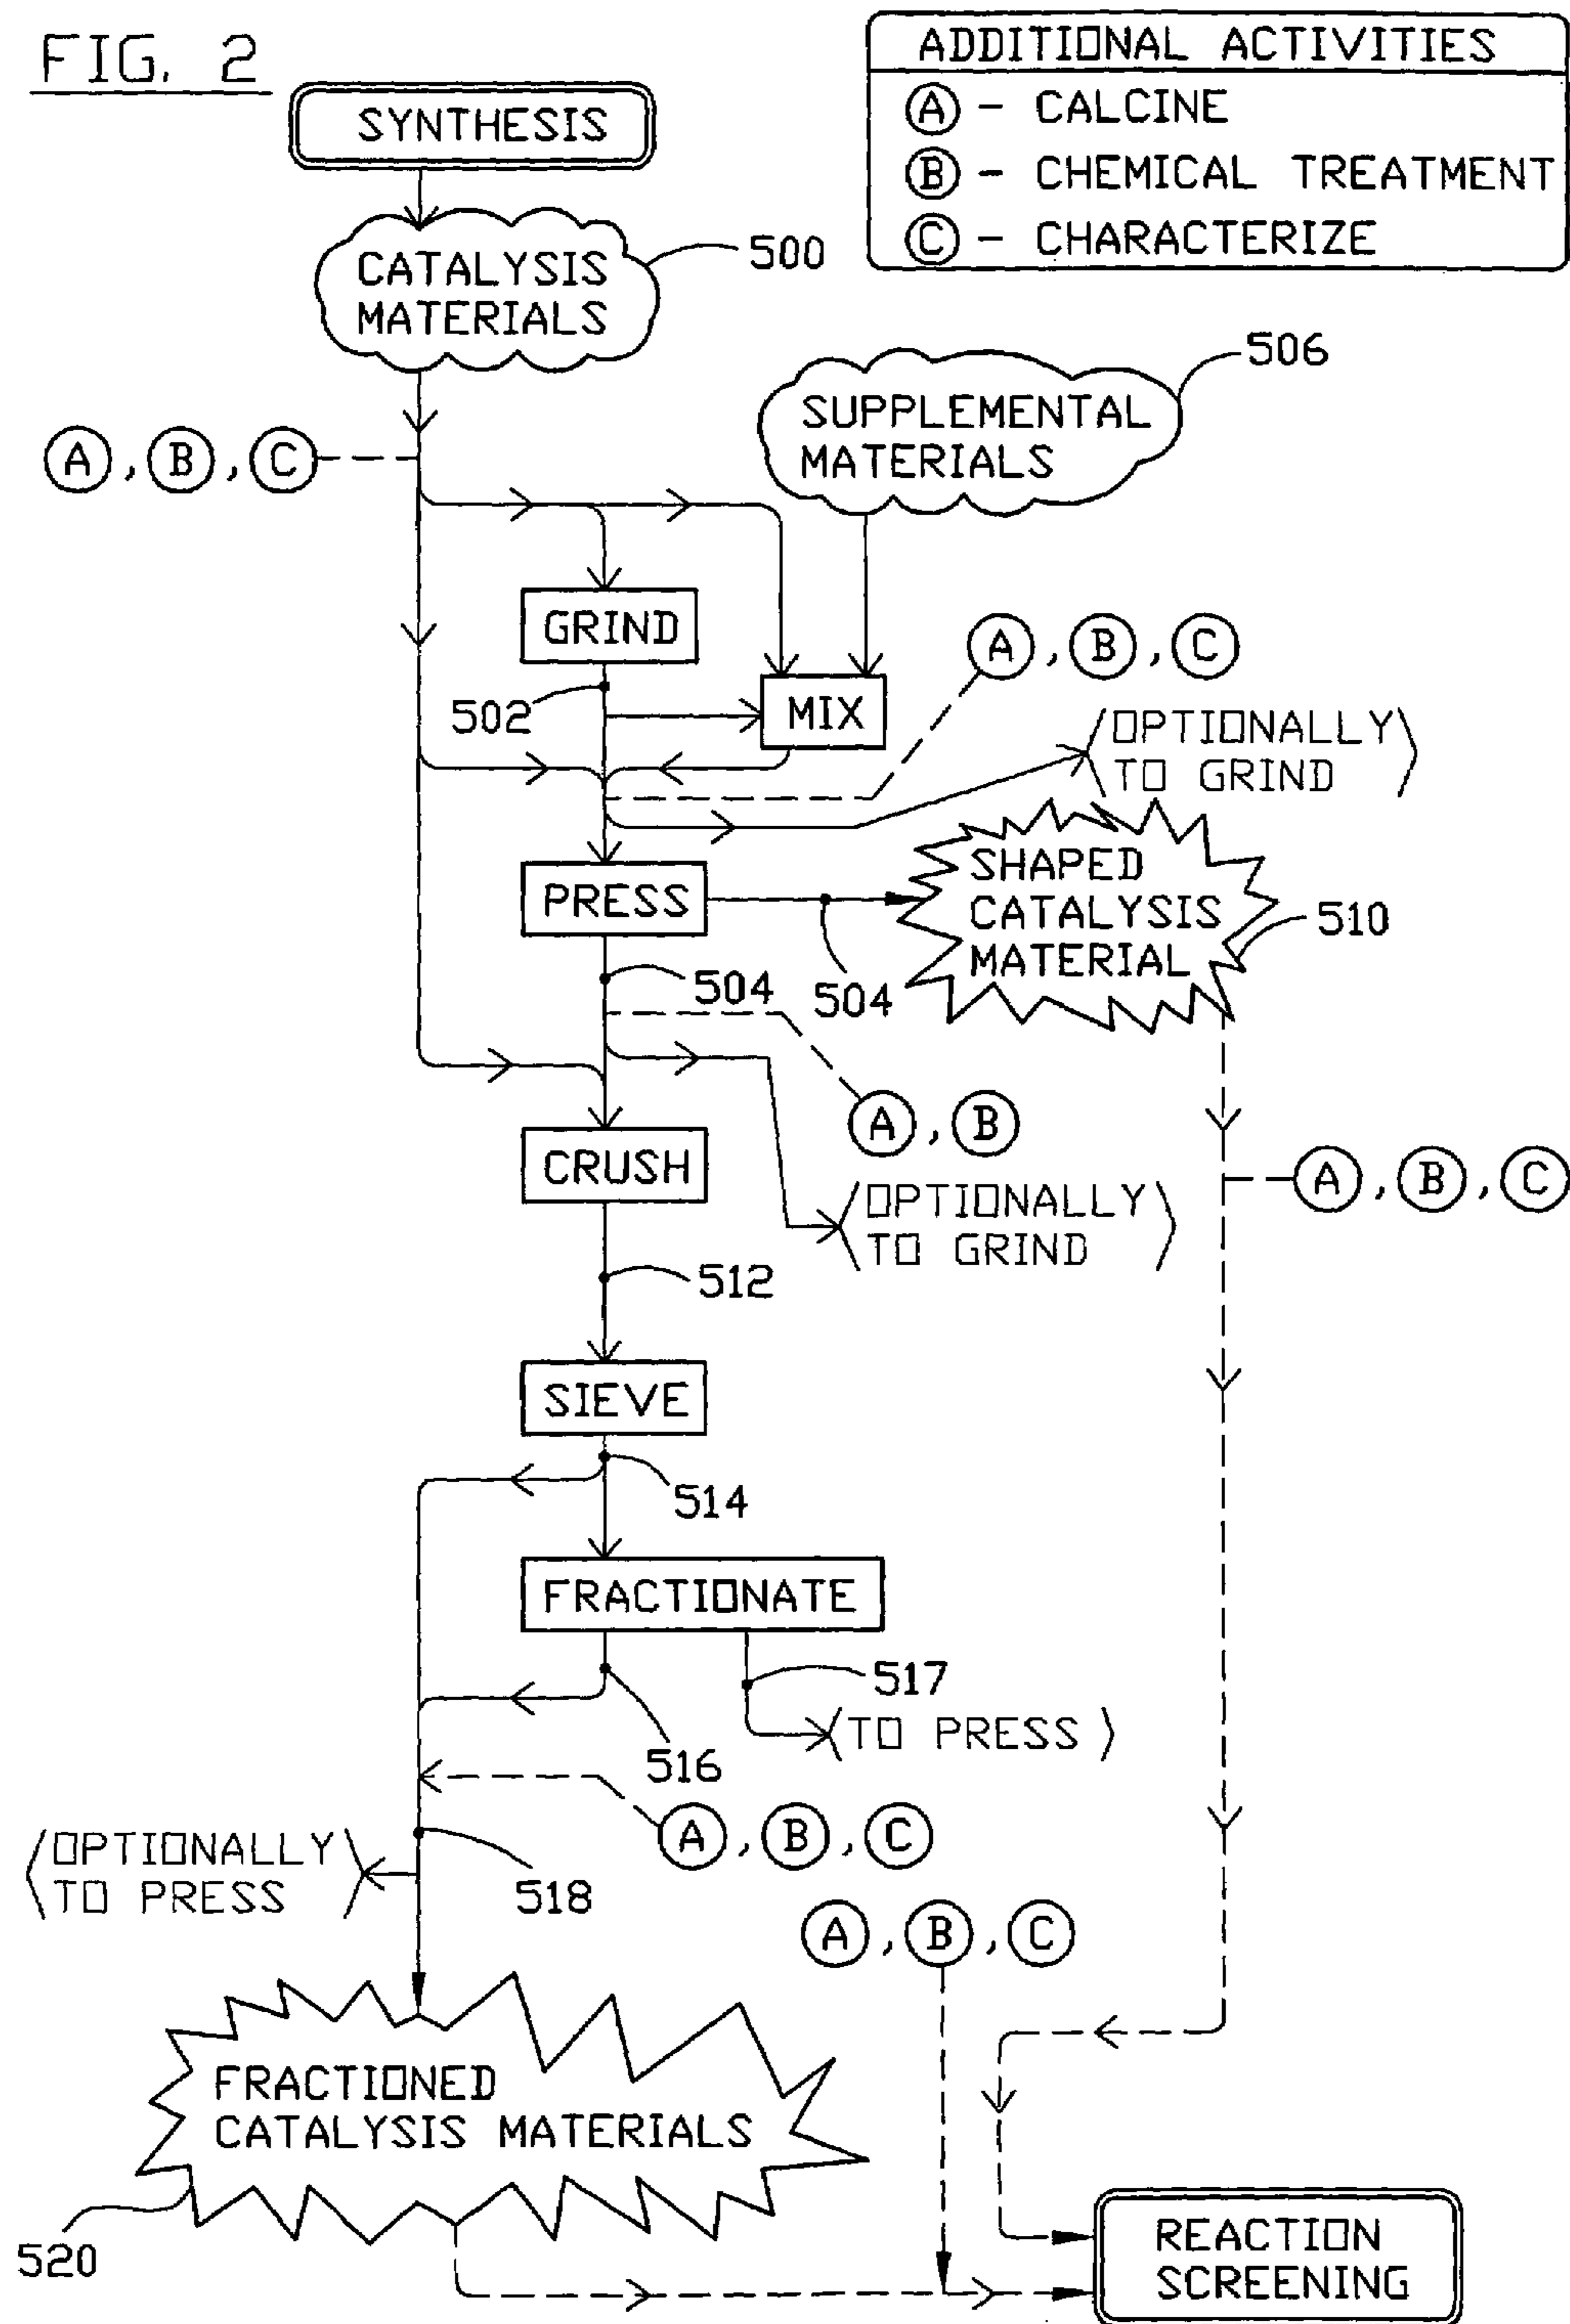 FIG. 2
ADDITIONAL ACTIVITIES
A - CALCINE
B - CHEMICAL TREATMENT
C - CHARACTERIZE
SYNTHESIS
CATALYSIS
MATERIALS
500
506
SUPPLEMENTAL
MATERIALS
A, B, C
GRIND
A, B, C
502
MIX
⟨OPTIONALLY
TO GRIND⟩
PRESS
SHAPED
CATALYSIS
MATERIAL
510
504
504
A, B
CRUSH
A, B, C
⟨OPTIONALLY
TO GRIND⟩
512
SIEVE
514
FRACTIONATE
517
⟨TO PRESS⟩
516
A, B, C
⟨OPTIONALLY
TO PRESS⟩
518
A, B, C
FRACTIONED
CATALYSIS MATERIALS
520
REACTION
SCREENING